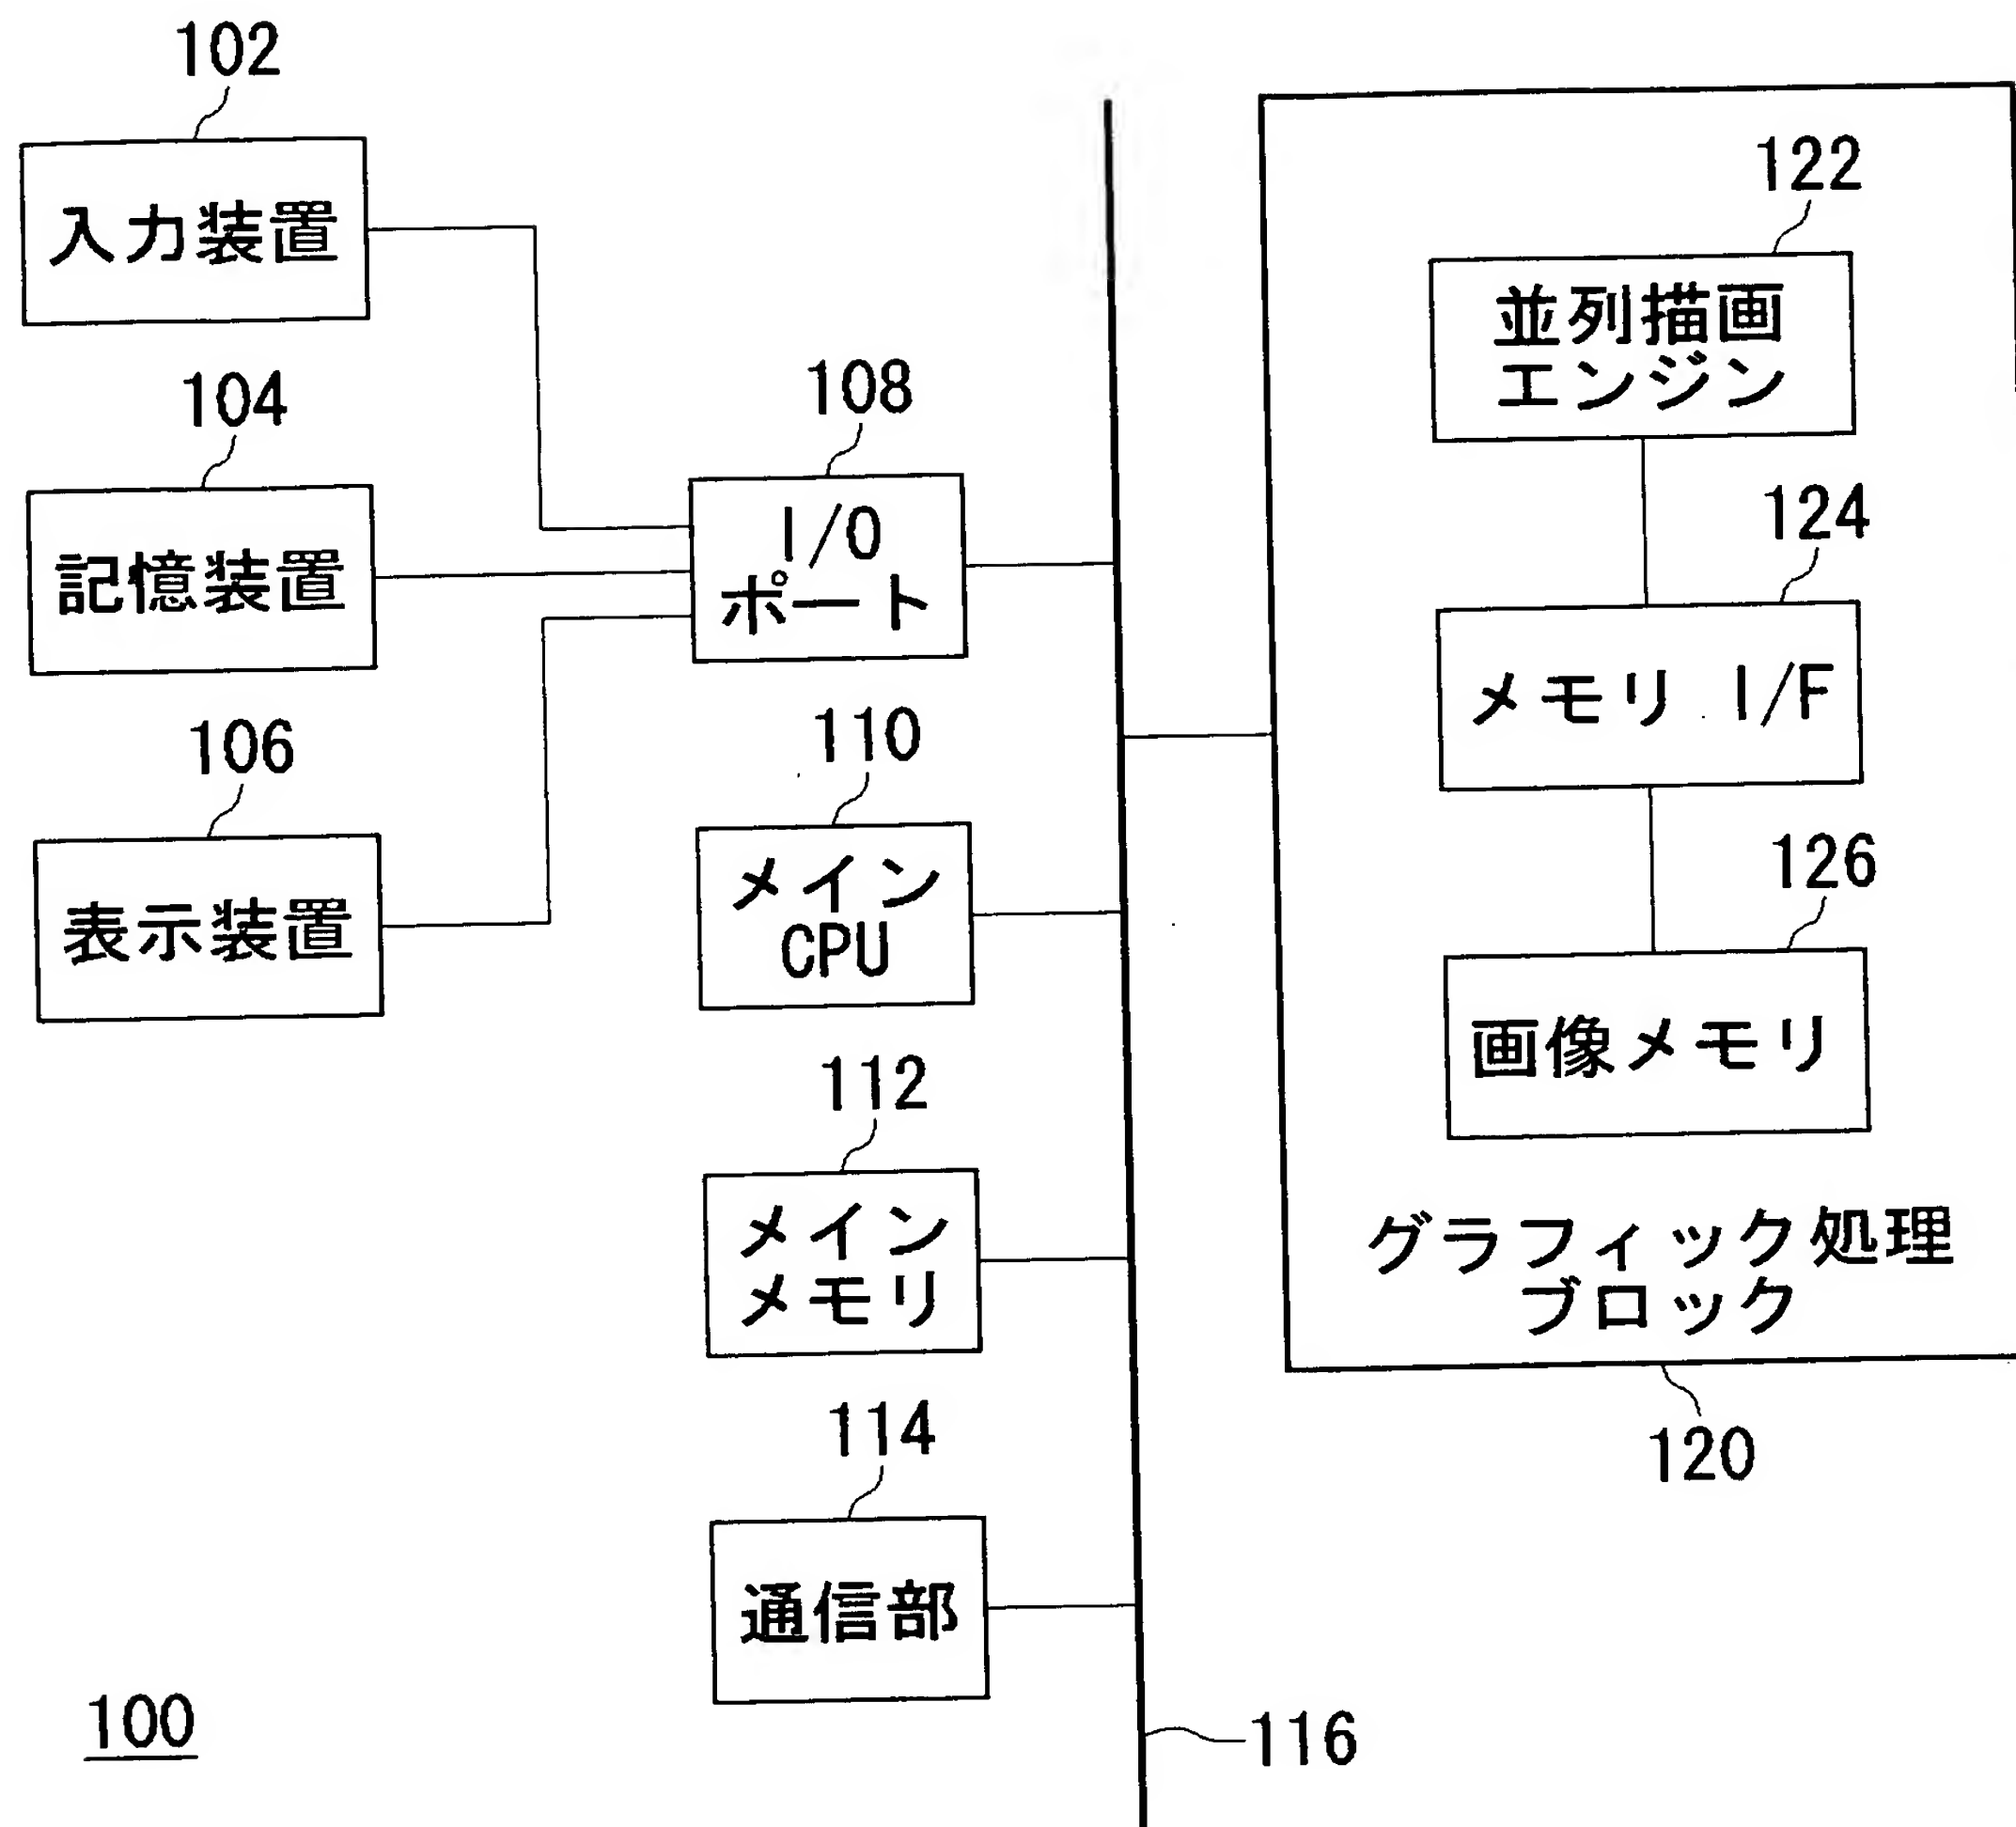 102
入力装置
104
記憶装置
106
表示装置
108
I/O
ポート
110
メイン
CPU
112
メイン
メモリ
114
通信部
116
122
並列描画
エンジン
124
メモリ I/F
126
画像メモリ
グラフィック処理
ブロック
120
100